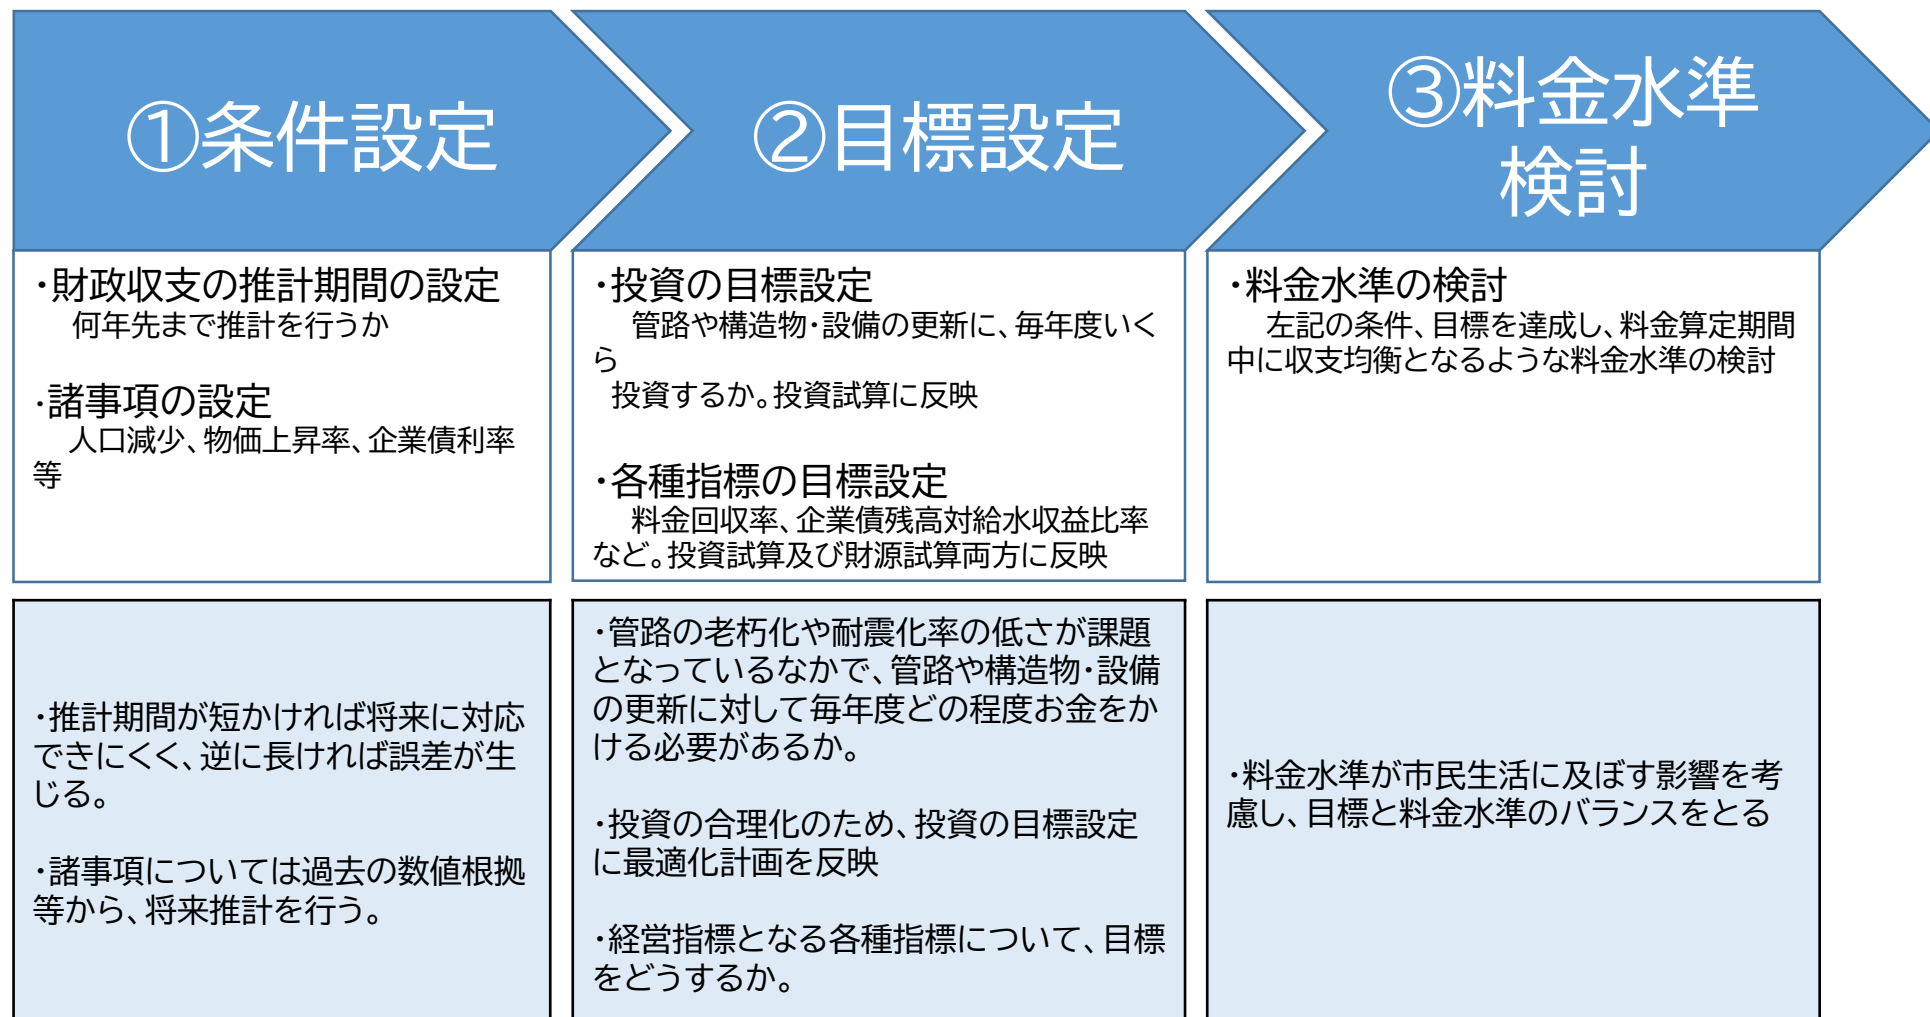 ①条件設定
②目標設定
③料金水準
検討
・財政収支の推計期間の設定
何年先まで推計を行うか
・諸事項の設定
人口減少、物価上昇率、企業債利率
等
・投資の目標設定
管路や構造物・設備の更新に、毎年度いく
ら
投資するか。投資試算に反映
・各種指標の目標設定
料金回収率、企業債残高対給水収益比率
など。投資試算及び財源試算両方に反映
・料金水準の検討
左記の条件、目標を達成し、料金算定期間
中に収支均衡となるような料金水準の検討
・推計期間が短かければ将来に対応
できにくく、逆に長ければ誤差が生
じる。
・諸事項については過去の数値根拠
等から、将来推計を行う。
・管路の老朽化や耐震化率の低さが課題
となっているなかで、管路や構造物・設備
の更新に対して毎年度どの程度お金をか
ける必要があるか。
・投資の合理化のため、投資の目標設定
に最適化計画を反映
・経営指標となる各種指標について、目標
をどうするか。
・料金水準が市民生活に及ぼす影響を考
慮し、目標と料金水準のバランスをとる